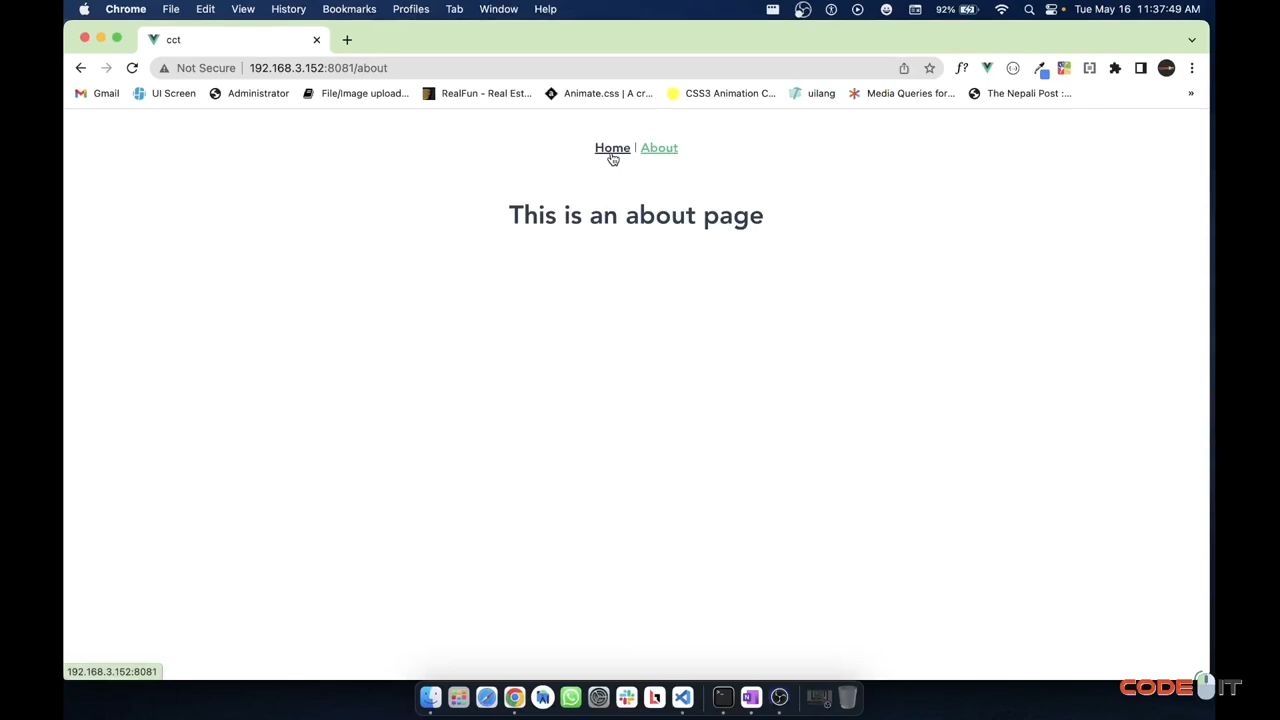 Chrome File Edit View History Bookmarks Profiles Tab Window Help 92% Tue May 16 11:37:49 AM
cct
Not Secure | 192.168.3.152:8081/about
Gmail UI Screen Administrator File/Image upload... RealFun - Real Est... Animate.css | A cr... CSS3 Animation C... uilang Media Queries for... The Nepali Post :... »
Home | About
This is an about page
192.168.3.152:8081
CODE IT